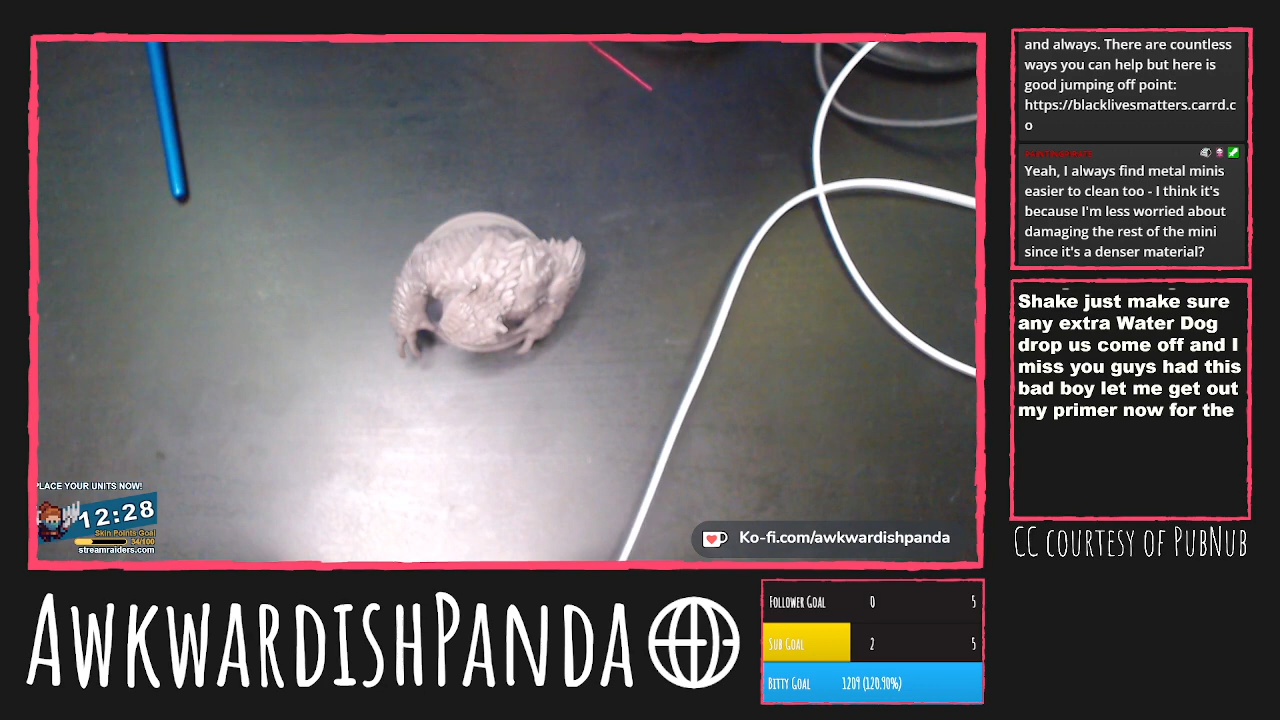 and always. There are countless
ways you can help but here is
good jumping off point:
https://blacklivesmatters.carrd.c
o
Yeah, I always find metal minis
easier to clean too - I think it's
because I'm less worried about
damaging the rest of the mini
since it's a denser material?
Shake just make sure
any extra Water Dog
drop us come off and I
miss you guys had this
bad boy let me get out
my primer now for the
CC COURTESY OF PUBNUB
PLACE YOUR UNITS NOW!
12:28
Skin Points Goal
34/100
streamraiders.com
Ko-fi.com/awkwardishpanda
AWKWARDISHPANDA
FOLLOWER GOAL 0 5
SUB GOAL 2 5
BITTY GOAL 1209 (120.90%)